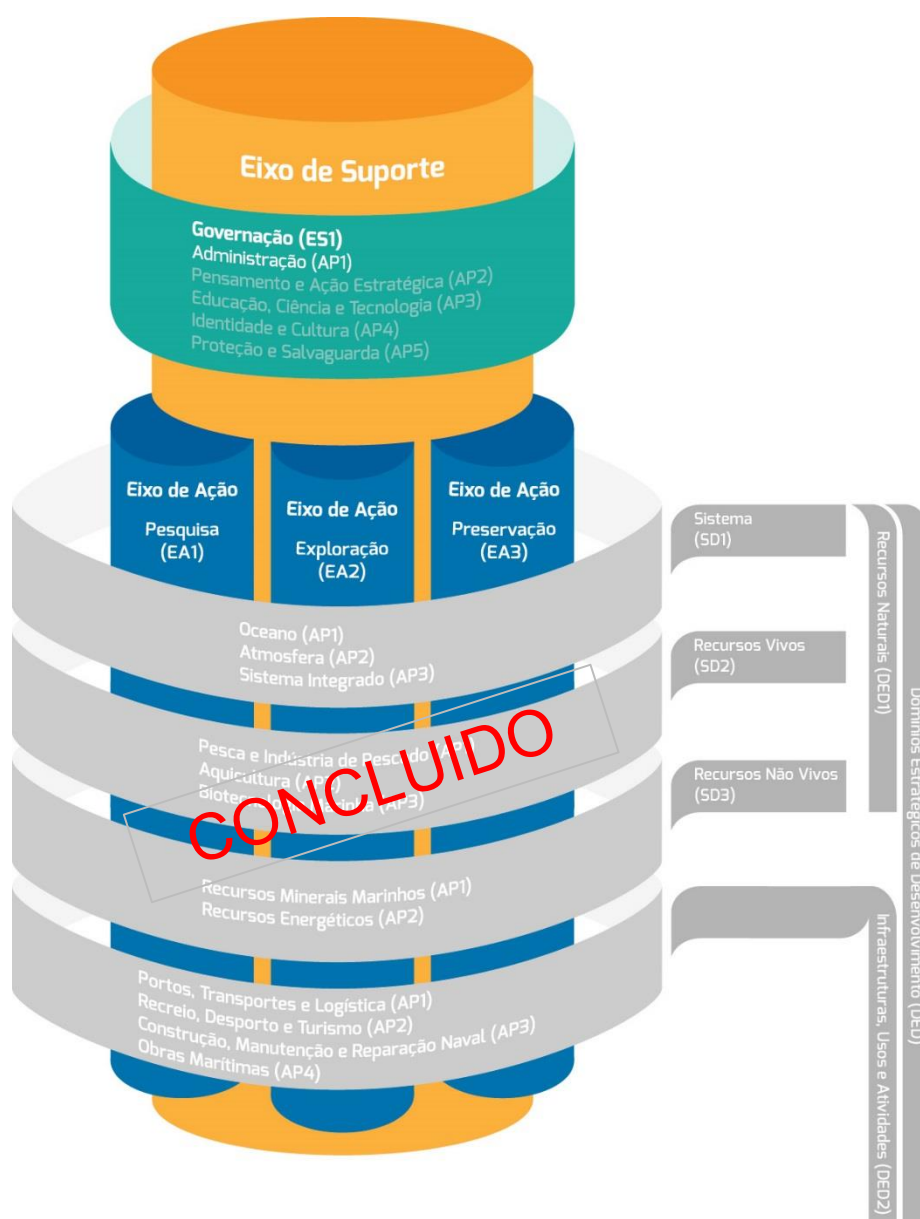 Eixo de Suporte
Governação (ES1)
Administração (AP1)
Pensamento e Ação Estratégica (AP2)
Educação, Ciência e Tecnologia (AP3)
Identidade e Cultura (AP4)
Proteção e Salvaguarda (AP5)
Eixo de Ação
Pesquisa
(EA1)
Eixo de Ação
Exploração
(EA2)
Eixo de Ação
Preservação
(EA3)
Oceano (AP1)
Atmosfera (AP2)
Sistema Integrado (AP3)
Sistema
(SD1)
Pesca e Indústria de Pescado
Aquicultura
Marinha (AP3)
CONCLUIDO
Recursos Vivos
(SD2)
Recursos Minerais Marinhos (AP1)
Recursos Energéticos (AP2)
Recursos Não Vivos
(SD3)
Portos, Transportes e Logística (AP1)
Recreio, Desporto e Turismo (AP2)
Construção, Manutenção e Reparação Naval (AP3)
Obras Marítimas (AP4)
Recursos Naturais (DED1)
Infraestruturas, Usos e Atividades (DED2)
Domínios Estratégicos de Desenvolvimento (DED)